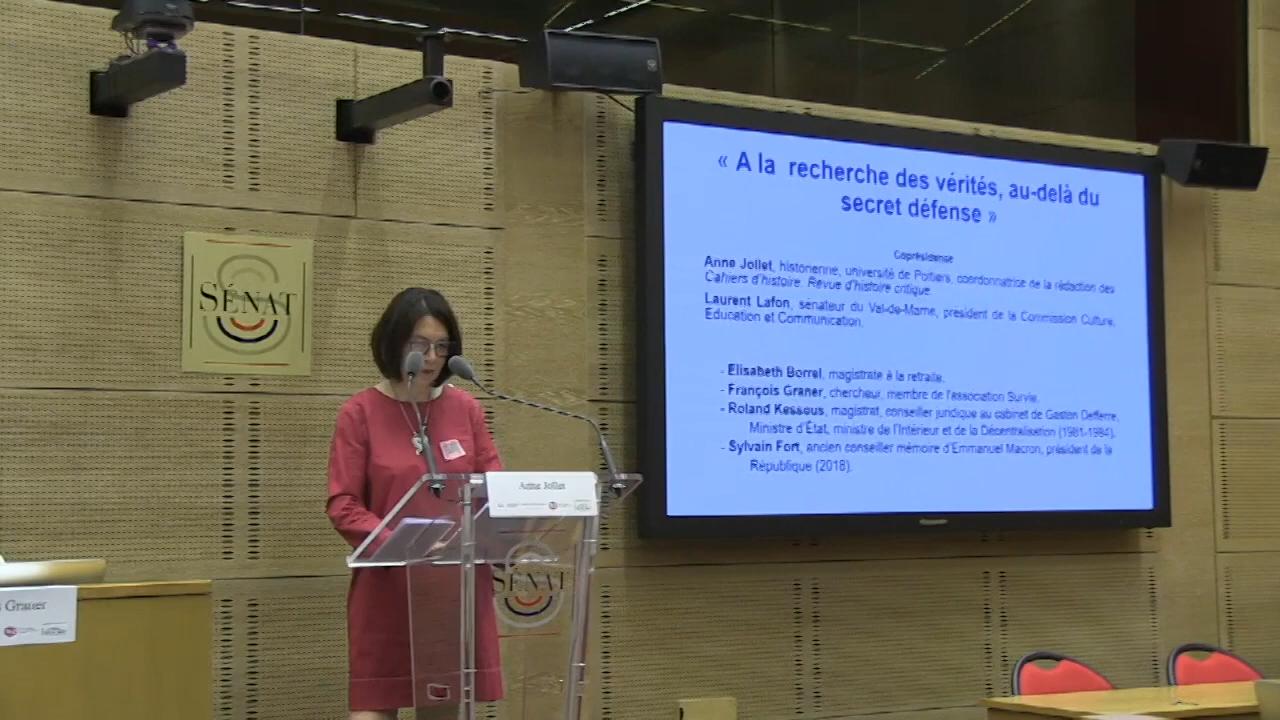 « A la recherche des vérités, au-delà du
secret défense »
Coprésidense
Anne Jollet, historienne, université de Poitiers, coordonnatrice de la rédaction des
Cahiers d'histoire. Revue d'histoire critique.
Laurent Lafon, sénateur du Val-de-Marne, président de la Commission Culture,
Education et Communication.
- Elisabeth Borrel, magistrate à la retraite.
- François Graner, chercheur, membre de l'association Survie.
- Roland Kessous, magistrat, conseiller juridique au cabinet de Gaston Defferre,
Ministre d'État, ministre de l'Intérieur et de la Décentralisation (1981-1984).
- Sylvain Fort, ancien conseiller mémoire d'Emmanuel Macron, président de la
République (2018).
SÉNAT
Anne Jollet
SÉNAT
s Graner